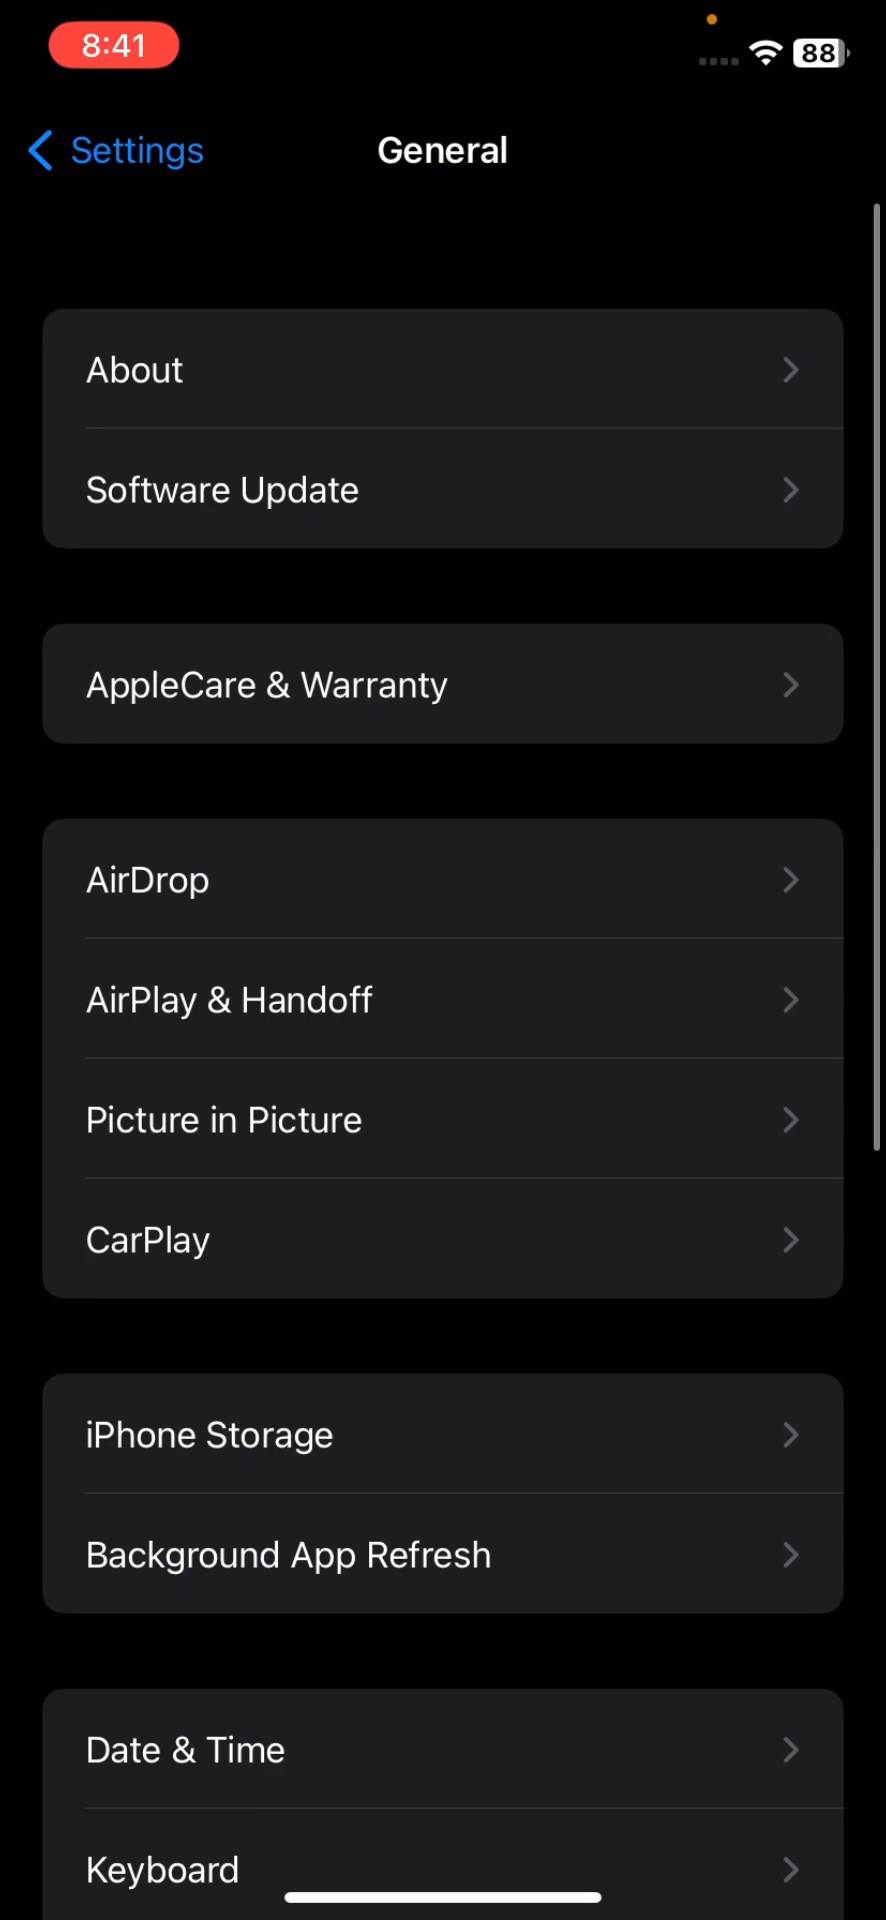 8:41
88
Settings
General
About
Software Update
AppleCare & Warranty
AirDrop
AirPlay & Handoff
Picture in Picture
CarPlay
iPhone Storage
Background App Refresh
Date & Time
Keyboard